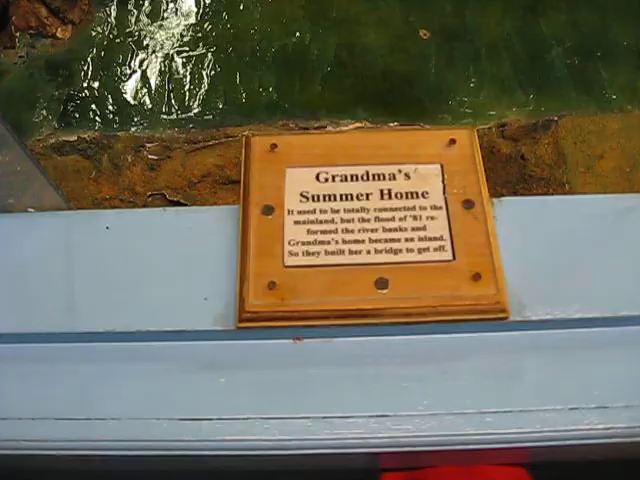 Grandma's
Summer Home
It used to be totally connected to the
mainland, but the flood of '81 re-
formed the river banks and
Grandma's home became an island.
So they built her a bridge to get off.